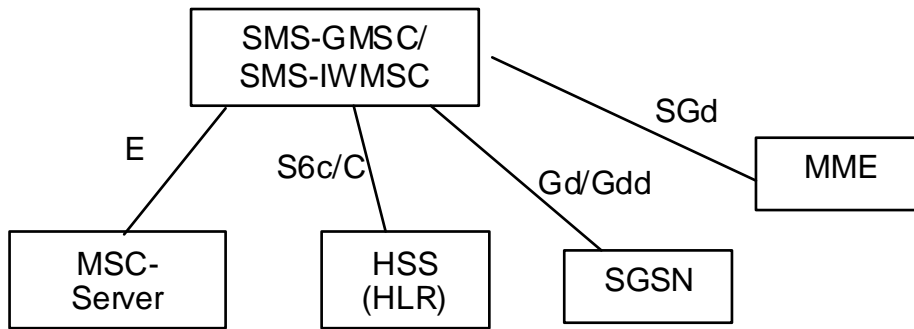 SMS-GMSC/
SMS-IWMSC
SGd
E
S6c/C
Gd/Gdd
MME
MSC-
Server
HSS
(HLR)
SGSN